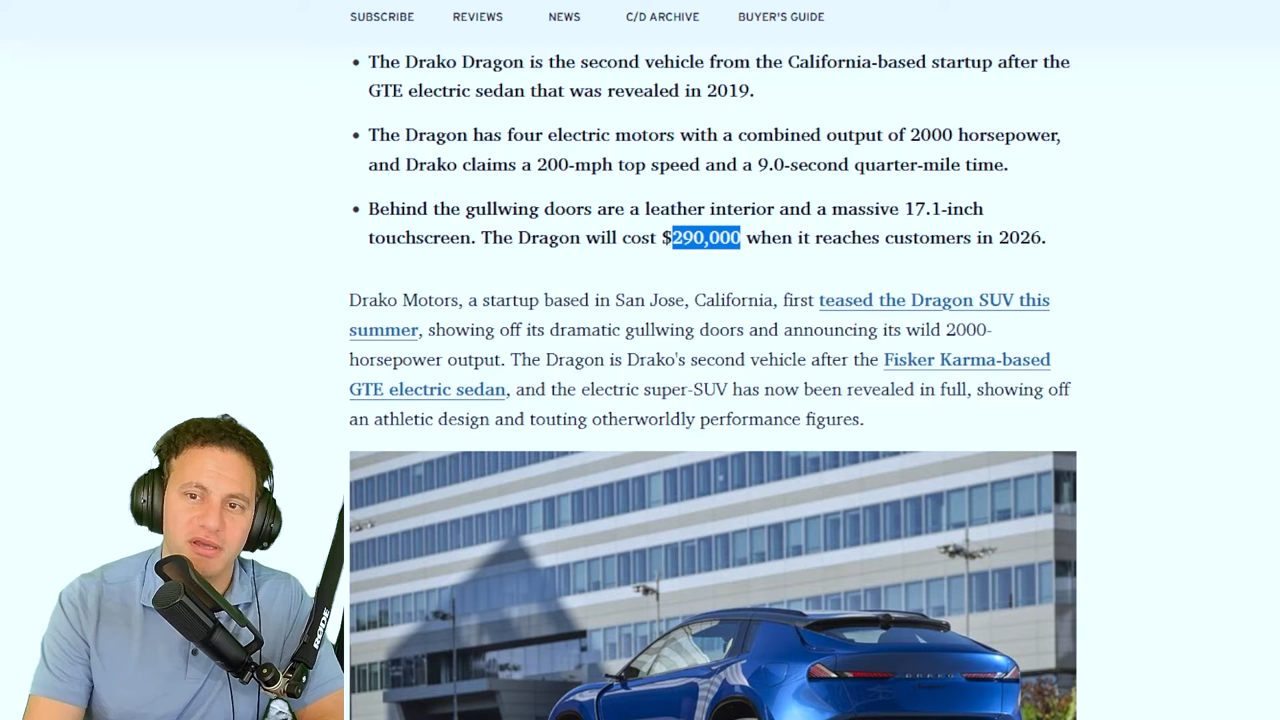 SUBSCRIBE REVIEWS NEWS C/D ARCHIVE BUYER'S GUIDE
• The Drako Dragon is the second vehicle from the California-based startup after the
GTE electric sedan that was revealed in 2019.
• The Dragon has four electric motors with a combined output of 2000 horsepower,
and Drako claims a 200-mph top speed and a 9.0-second quarter-mile time.
• Behind the gullwing doors are a leather interior and a massive 17.1-inch
touchscreen. The Dragon will cost $290,000 when it reaches customers in 2026.
Drako Motors, a startup based in San Jose, California, first teased the Dragon SUV this
summer, showing off its dramatic gullwing doors and announcing its wild 2000-
horsepower output. The Dragon is Drako's second vehicle after the Fisker Karma-based
GTE electric sedan, and the electric super-SUV has now been revealed in full, showing off
an athletic design and touting otherworldly performance figures.
RØDE
DRAKO